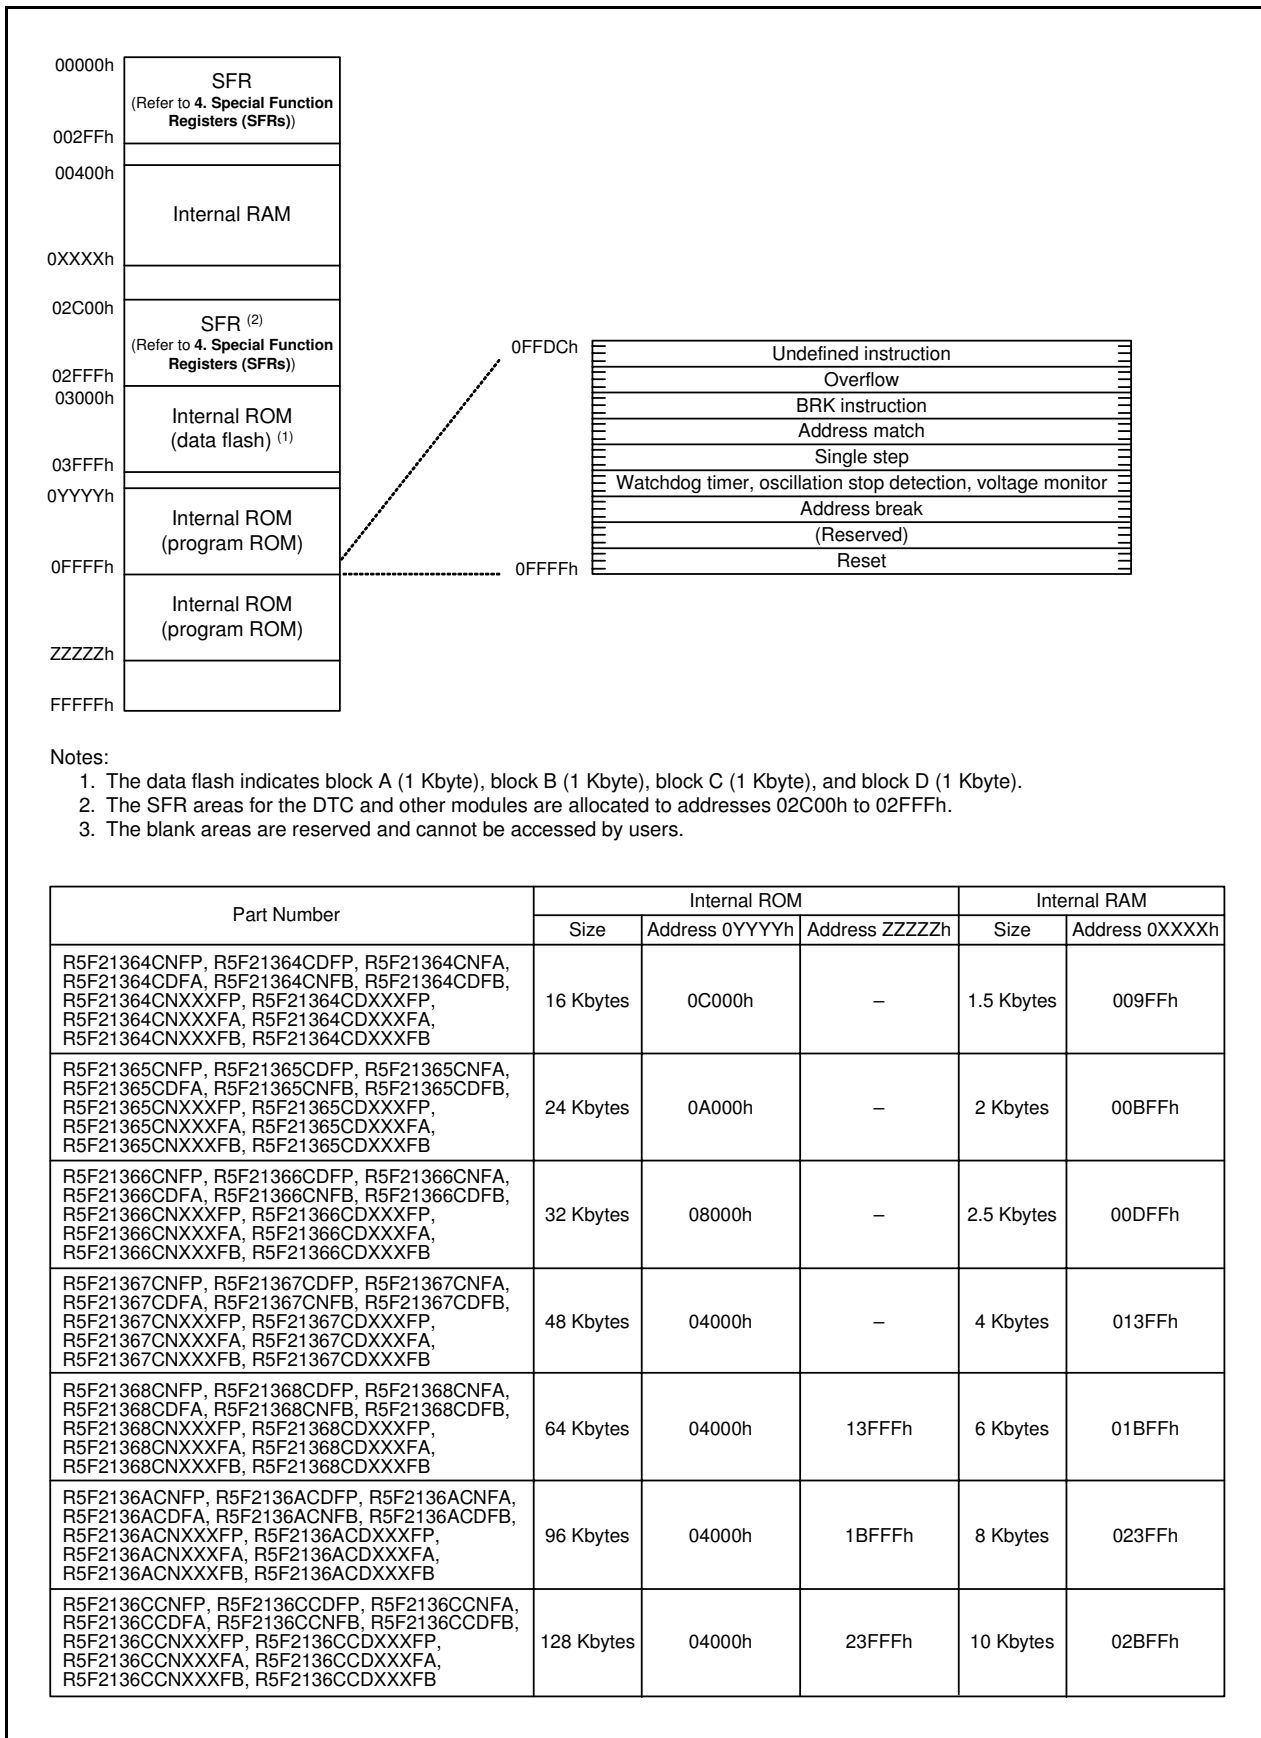 00000h
SFR
(Refer to 4. Special Function
Registers (SFRs))
002FFh
00400h
Internal RAM
0XXXXh
02C00h
SFR (2)
(Refer to 4. Special Function
Registers (SFRs))
02FFFh
03000h
Internal ROM
(data flash) (1)
03FFFh
0YYYYh
Internal ROM
(program ROM)
0FFFFh
Internal ROM
(program ROM)
ZZZZZh
FFFFFh
0FFDCh
Undefined instruction
Overflow
BRK instruction
Address match
Single step
Watchdog timer, oscillation stop detection, voltage monitor
Address break
(Reserved)
0FFFFh
Reset
Notes:
1. The data flash indicates block A (1 Kbyte), block B (1 Kbyte), block C (1 Kbyte), and block D (1 Kbyte).
2. The SFR areas for the DTC and other modules are allocated to addresses 02C00h to 02FFFh.
3. The blank areas are reserved and cannot be accessed by users.
Part Number Internal ROM Internal RAM
Size Address 0YYYYh Address ZZZZZh Size Address 0XXXXh
R5F21364CNFP, R5F21364CDFP, R5F21364CNFA,
R5F21364CDFA, R5F21364CNFB, R5F21364CDFB,
R5F21364CNXXXFP, R5F21364CDXXXFP,
R5F21364CNXXXFA, R5F21364CDXXXFA,
R5F21364CNXXXFB, R5F21364CDXXXFB
16 Kbytes 0C000h – 1.5 Kbytes 009FFh
R5F21365CNFP, R5F21365CDFP, R5F21365CNFA,
R5F21365CDFA, R5F21365CNFB, R5F21365CDFB,
R5F21365CNXXXFP, R5F21365CDXXXFP,
R5F21365CNXXXFA, R5F21365CDXXXFA,
R5F21365CNXXXFB, R5F21365CDXXXFB
24 Kbytes 0A000h – 2 Kbytes 00BFFh
R5F21366CNFP, R5F21366CDFP, R5F21366CNFA,
R5F21366CDFA, R5F21366CNFB, R5F21366CDFB,
R5F21366CNXXXFP, R5F21366CDXXXFP,
R5F21366CNXXXFA, R5F21366CDXXXFA,
R5F21366CNXXXFB, R5F21366CDXXXFB
32 Kbytes 08000h – 2.5 Kbytes 00DFFh
R5F21367CNFP, R5F21367CDFP, R5F21367CNFA,
R5F21367CDFA, R5F21367CNFB, R5F21367CDFB,
R5F21367CNXXXFP, R5F21367CDXXXFP,
R5F21367CNXXXFA, R5F21367CDXXXFA,
R5F21367CNXXXFB, R5F21367CDXXXFB
48 Kbytes 04000h – 4 Kbytes 013FFh
R5F21368CNFP, R5F21368CDFP, R5F21368CNFA,
R5F21368CDFA, R5F21368CNFB, R5F21368CDFB,
R5F21368CNXXXFP, R5F21368CDXXXFP,
R5F21368CNXXXFA, R5F21368CDXXXFA,
R5F21368CNXXXFB, R5F21368CDXXXFB
64 Kbytes 04000h 13FFFh 6 Kbytes 01BFFh
R5F2136ACNFP, R5F2136ACDFP, R5F2136ACNFA,
R5F2136ACDFA, R5F2136ACNFB, R5F2136ACDFB,
R5F2136ACNXXXFP, R5F2136ACDXXXFP,
R5F2136ACNXXXFA, R5F2136ACDXXXFA,
R5F2136ACNXXXFB, R5F2136ACDXXXFB
96 Kbytes 04000h 1BFFFh 8 Kbytes 023FFh
R5F2136CCNFP, R5F2136CCDFP, R5F2136CCNFA,
R5F2136CCDFA, R5F2136CCNFB, R5F2136CCDFB,
R5F2136CCNXXXFP, R5F2136CCDXXXFP,
R5F2136CCNXXXFA, R5F2136CCDXXXFA,
R5F2136CCNXXXFB, R5F2136CCDXXXFB
128 Kbytes 04000h 23FFFh 10 Kbytes 02BFFh